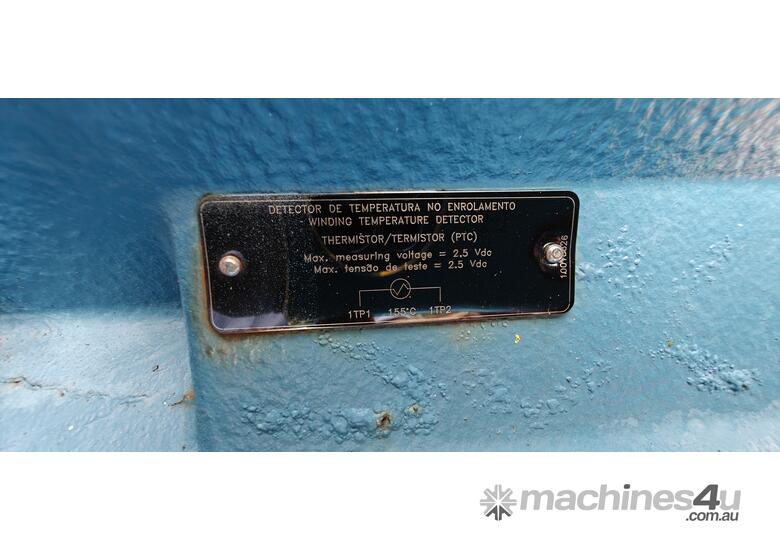 DETECTOR DE TEMPERATURA NO ENROLAMENTO
WINDING TEMPERATURE DETECTOR
THERMISTOR/TERMISTOR (PTC)
Max. measuring voltage = 2,5 Vdc
Max. tensão de teste = 2,5 Vdc
1TP1 155°C 1TP2
machines4u
.com.au